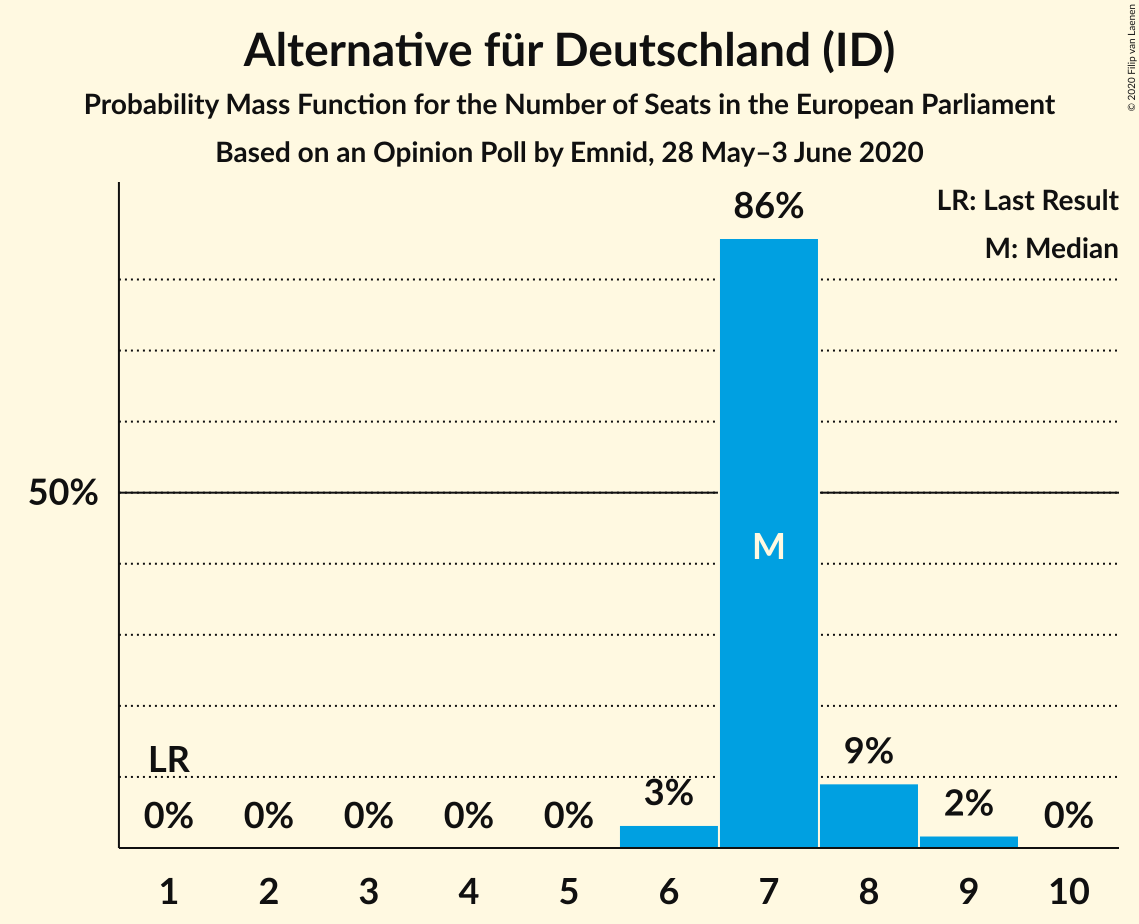 Alternative für Deutschland (ID)
Probability Mass Function for the Number of Seats in the European Parliament
Based on an Opinion Poll by Emnid, 28 May–3 June 2020
© 2020 Filip van Laenen
LR: Last Result
M: Median
86%
50%
M
LR
9%
3%
2%
0% 0% 0% 0% 0% 0%
1 2 3 4 5 6 7 8 9 10